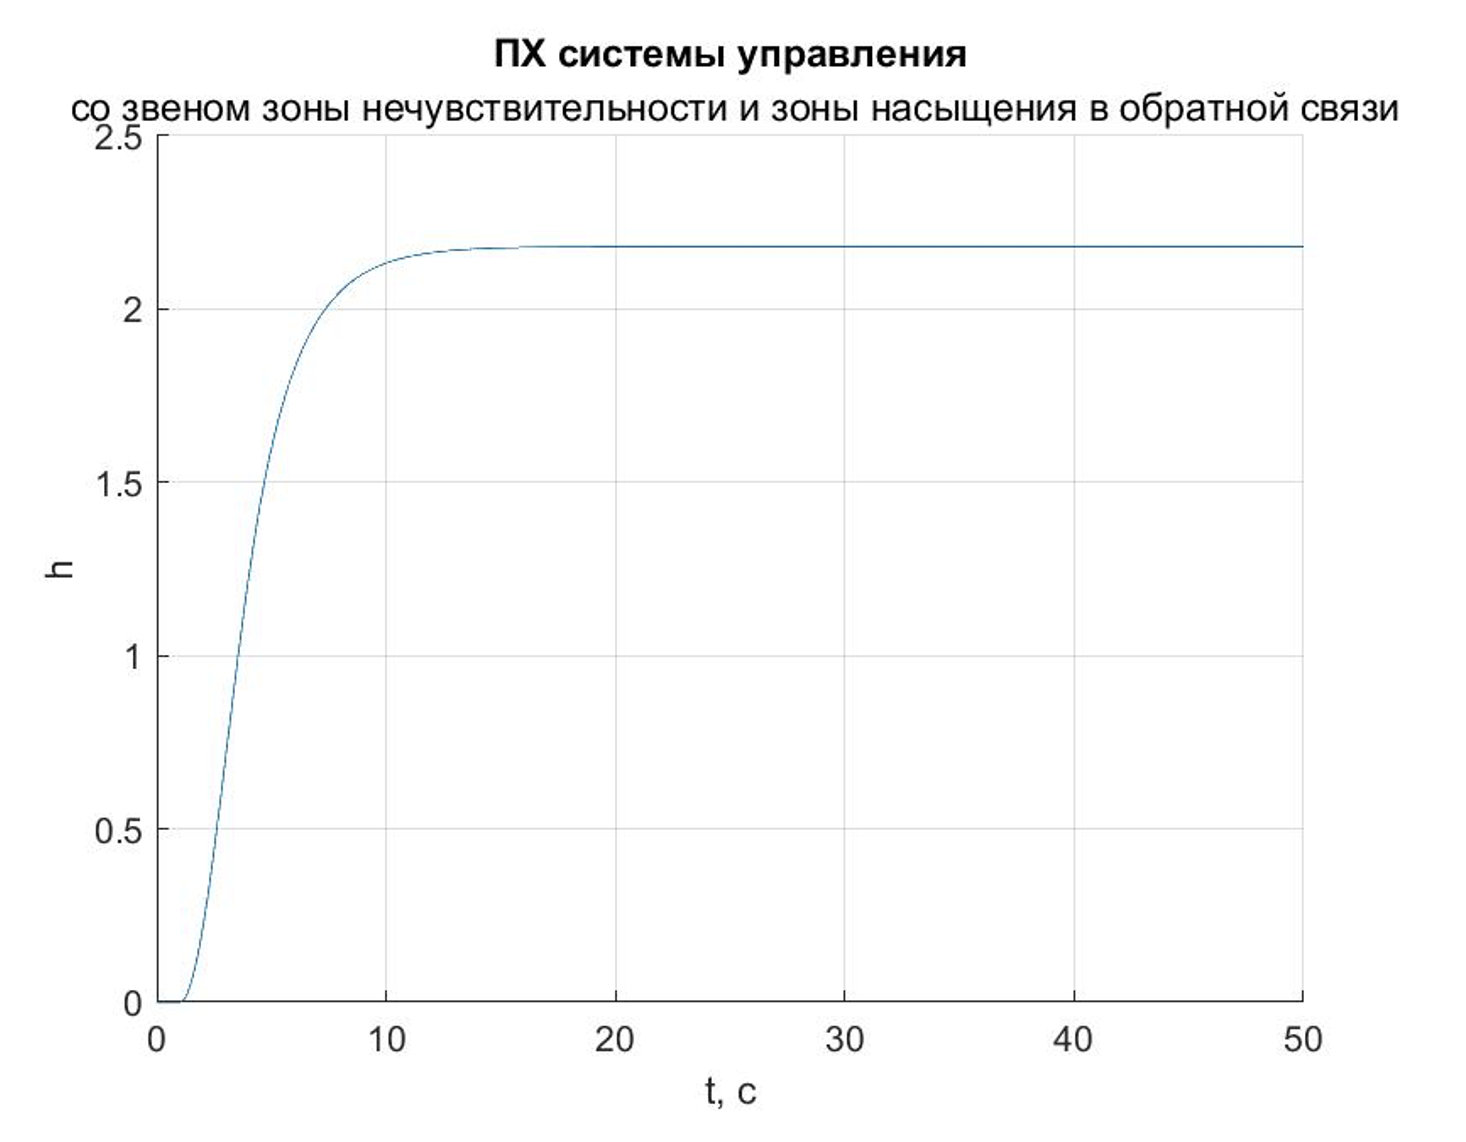 ПХ системы управления
со звеном зоны нечувствительности и зоны насыщения в обратной связи
2.5
2
1.5
1
0.5
0
h
0 10 20 30 40 50
t, c